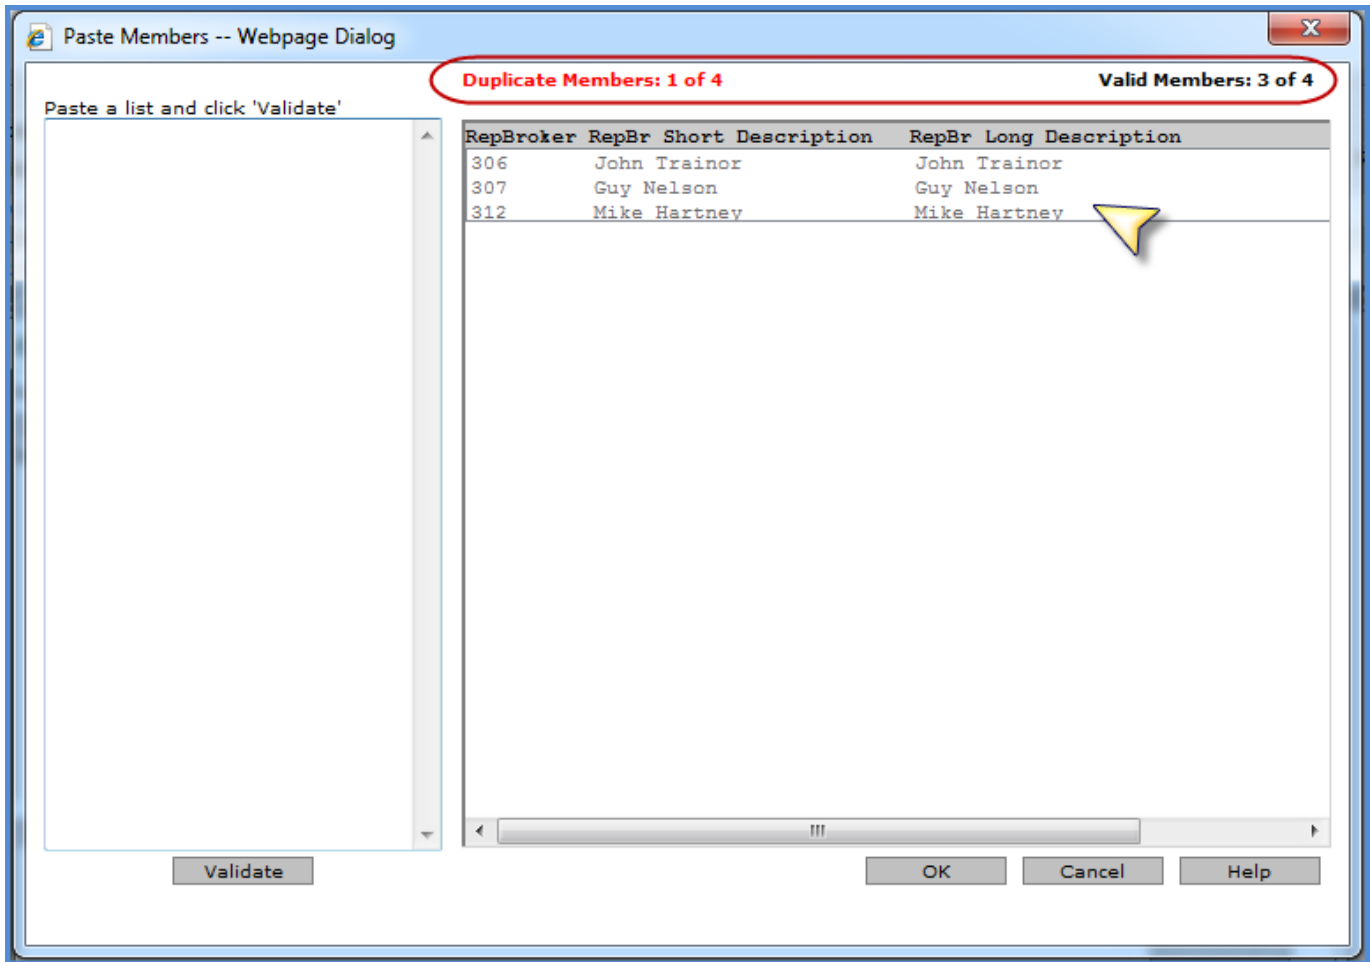 Paste Members -- Webpage Dialog
Duplicate Members: 1 of 4 Valid Members: 3 of 4
Paste a list and click 'Validate'
RepBroker RepBr Short Description RepBr Long Description
306 John Trainor John Trainor
307 Guy Nelson Guy Nelson
312 Mike Hartney Mike Hartney
Validate OK Cancel Help